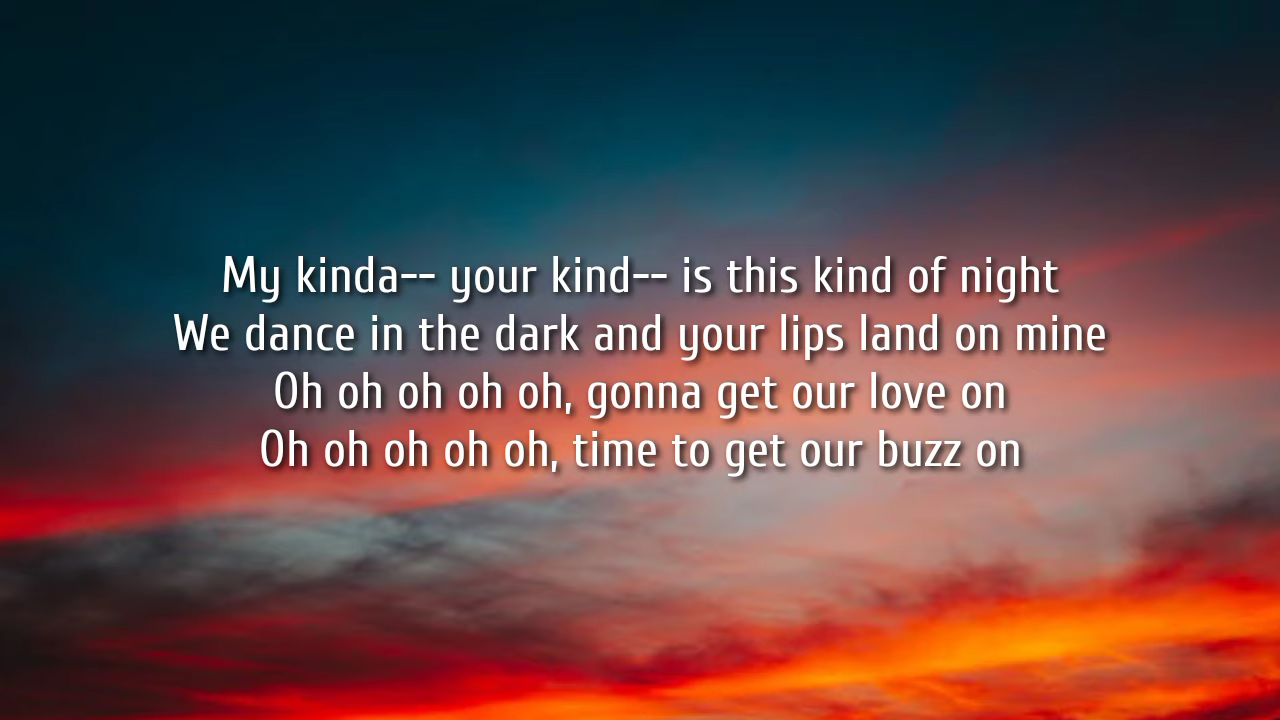 My kinda-- your kind-- is this kind of night
We dance in the dark and your lips land on mine
Oh oh oh oh oh, gonna get our love on
Oh oh oh oh oh, time to get our buzz on